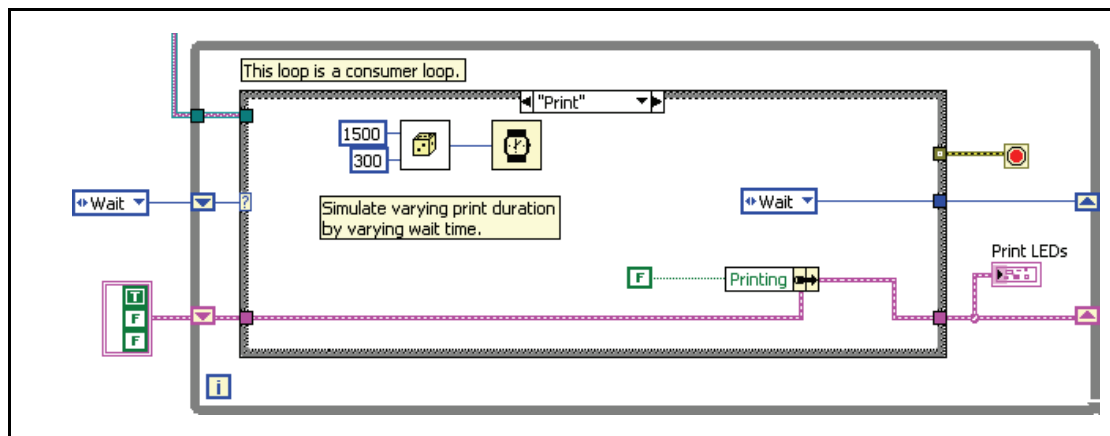 This loop is a consumer loop.
"Print"
1500
300
Wait
?
Simulate varying print duration
by varying wait time.
Wait
Print LEDs
F
Printing
T
F
F
i